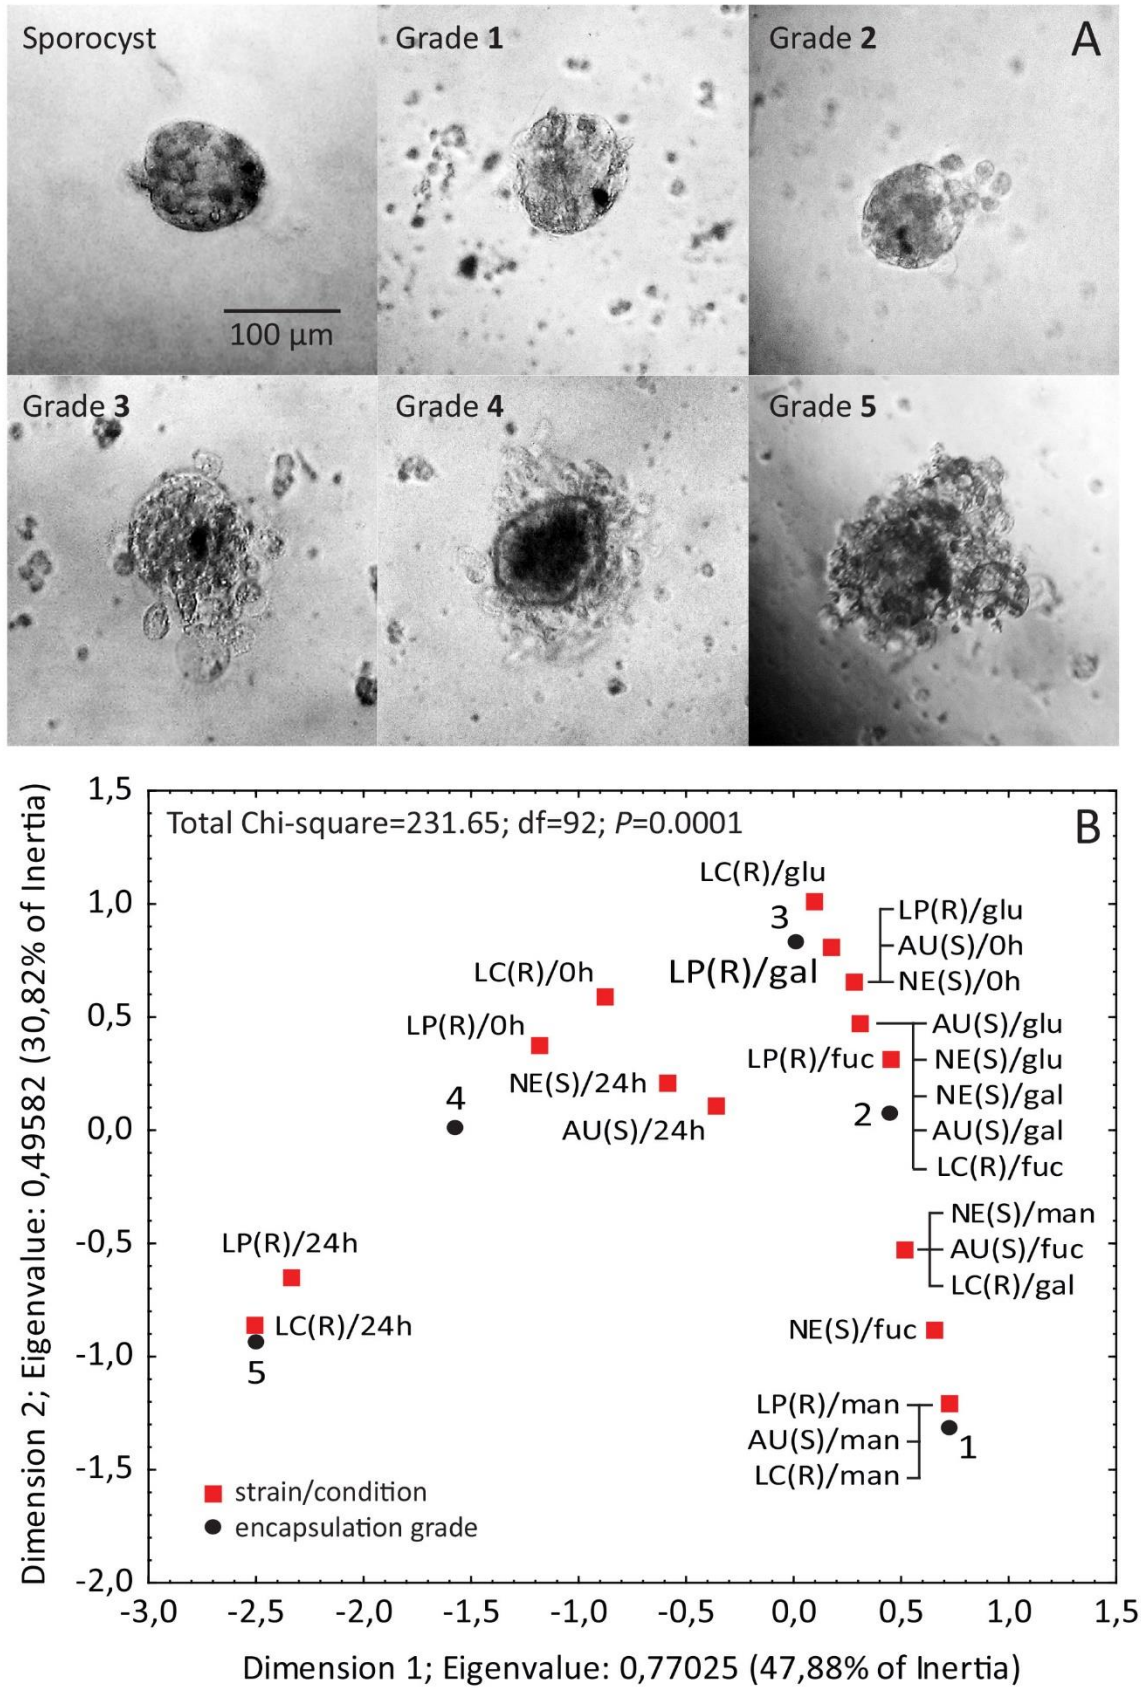 Sporocyst
Grade 1
Grade 2
A
100 µm
Grade 3
Grade 4
Grade 5
B
Total Chi-square=231.65; df=92; P=0.0001
Dimension 2; Eigenvalue: 0,49582 (30,82% of Inertia)
1,5
1,0
0,5
0,0
-0,5
-1,0
-1,5
-2,0
LC(R)/glu
3
LP(R)/glu
AU(S)/0h
NE(S)/0h
LP(R)/gal
LC(R)/0h
LP(R)/0h
AU(S)/glu
NE(S)/glu
NE(S)/gal
AU(S)/gal
LC(R)/fuc
LP(R)/fuc
NE(S)/24h
4
2
AU(S)/24h
NE(S)/man
AU(S)/fuc
LC(R)/gal
LP(R)/24h
LC(R)/24h
5
NE(S)/fuc
LP(R)/man
AU(S)/man
LC(R)/man
1
strain/condition
encapsulation grade
-3,0 -2,5 -2,0 -1,5 -1,0 -0,5 0,0 0,5 1,0 1,5
Dimension 1; Eigenvalue: 0,77025 (47,88% of Inertia)